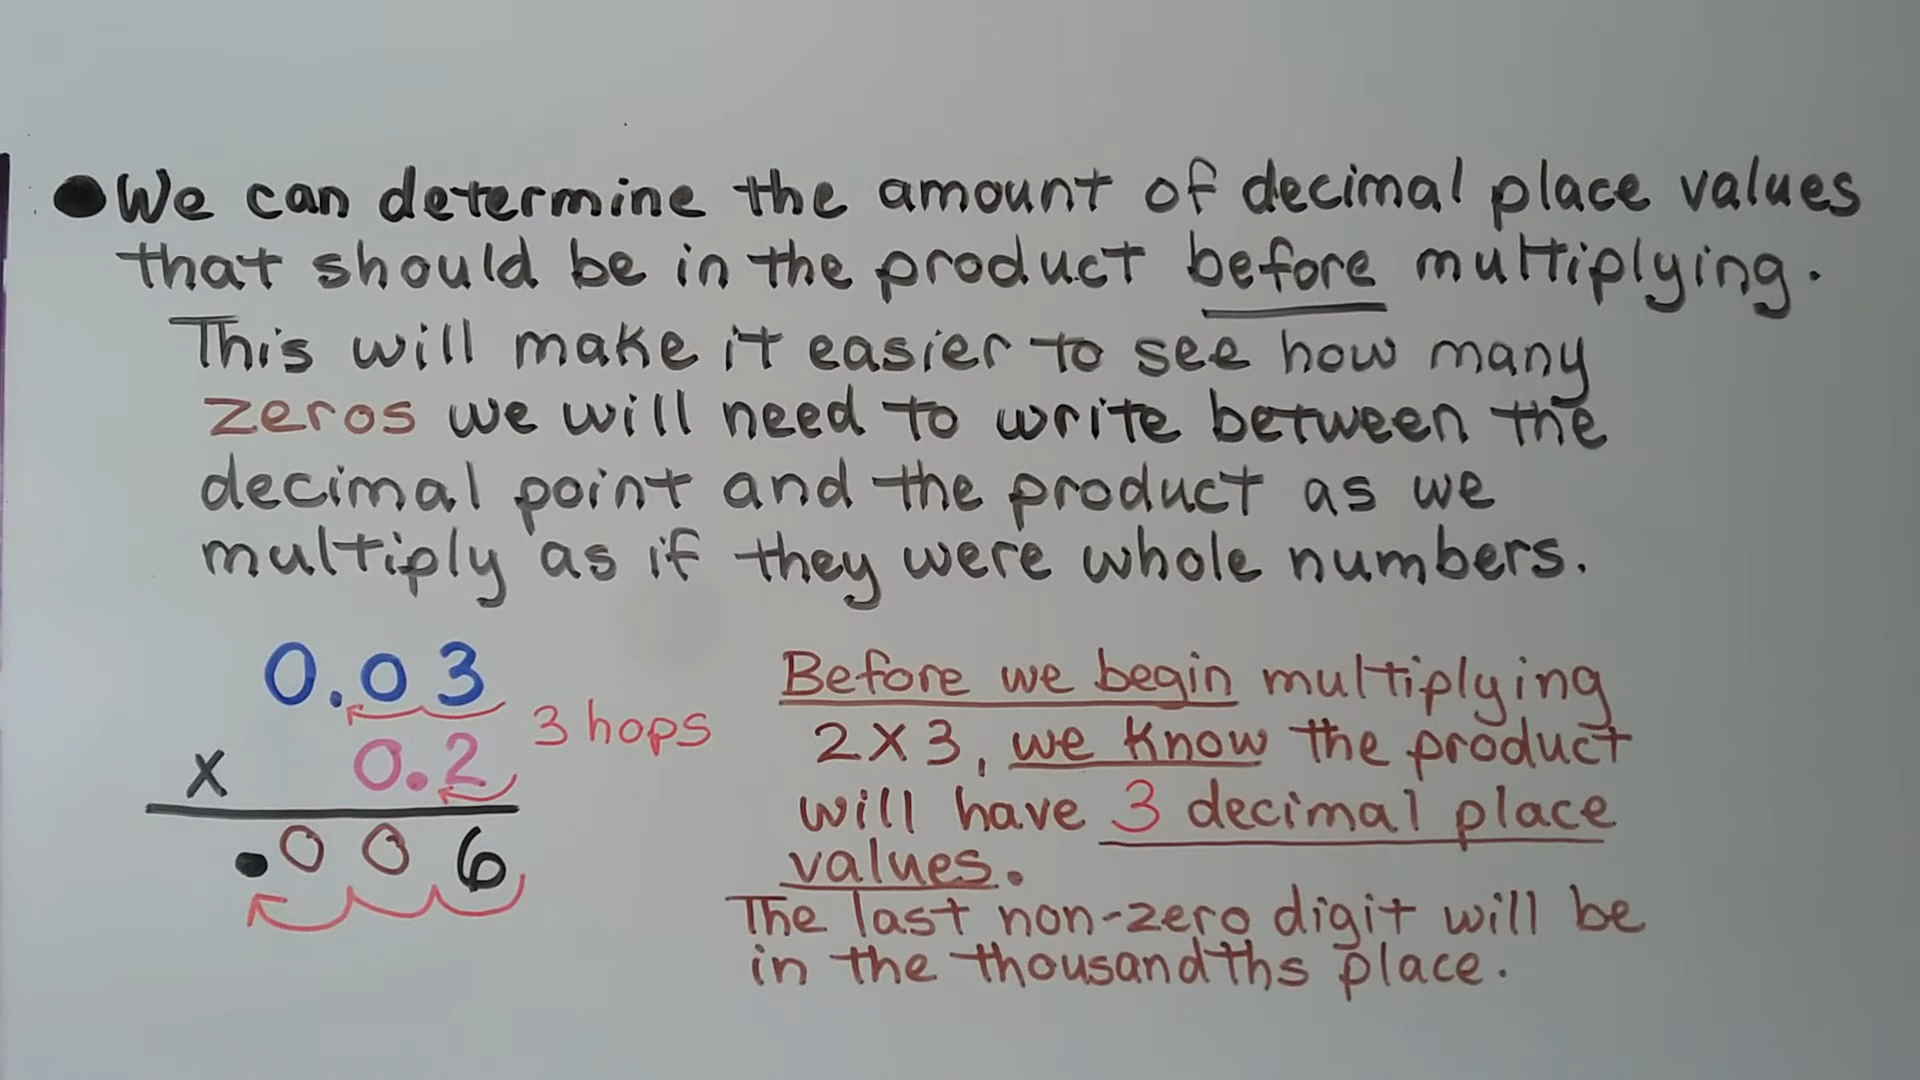 ● We can determine the amount of decimal place values
that should be in the product before multiplying.
This will make it easier to see how many
zeros we will need to write between the
decimal point and the product as we
multiply as if they were whole numbers.
0.03
3 hops
x 0.2
.006
Before we begin multiplying
2x3, we know the product
will have 3 decimal place
values.
The last non-zero digit will be
in the thousandths place.